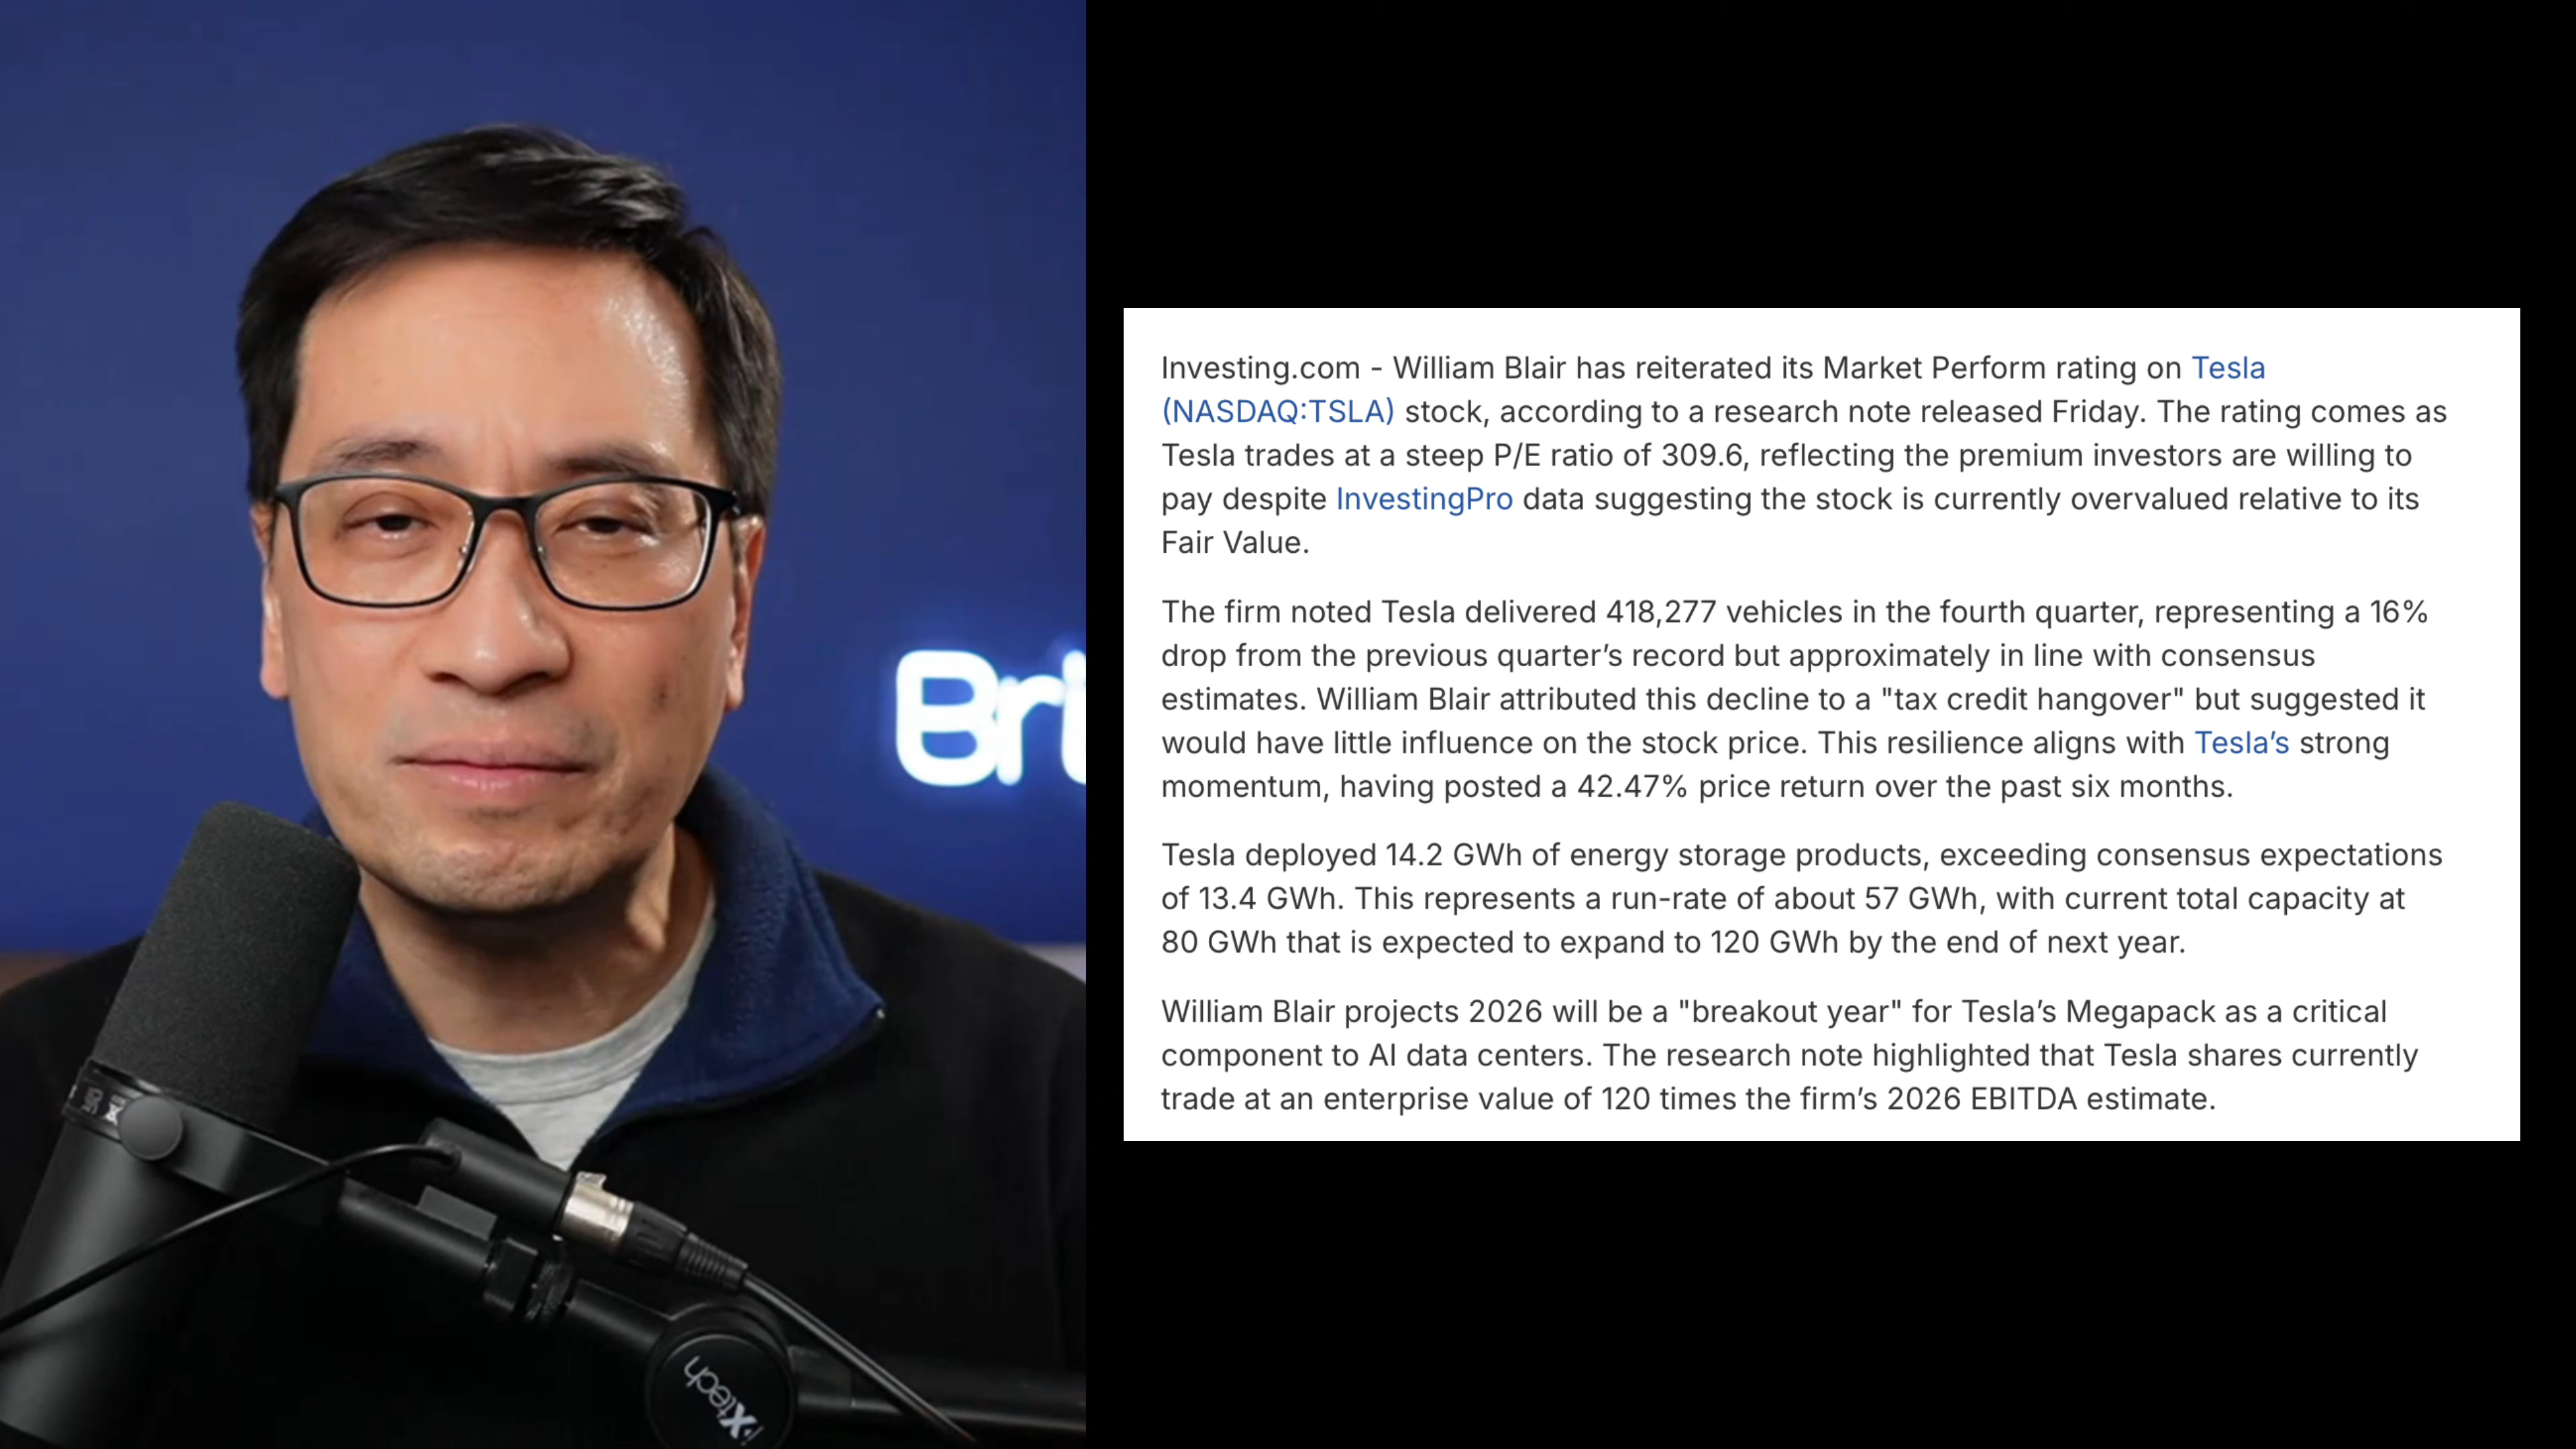 Bri
Investing.com - William Blair has reiterated its Market Perform rating on Tesla
(NASDAQ:TSLA) stock, according to a research note released Friday. The rating comes as
Tesla trades at a steep P/E ratio of 309.6, reflecting the premium investors are willing to
pay despite InvestingPro data suggesting the stock is currently overvalued relative to its
Fair Value.
The firm noted Tesla delivered 418,277 vehicles in the fourth quarter, representing a 16%
drop from the previous quarter’s record but approximately in line with consensus
estimates. William Blair attributed this decline to a "tax credit hangover" but suggested it
would have little influence on the stock price. This resilience aligns with Tesla’s strong
momentum, having posted a 42.47% price return over the past six months.
Tesla deployed 14.2 GWh of energy storage products, exceeding consensus expectations
of 13.4 GWh. This represents a run-rate of about 57 GWh, with current total capacity at
80 GWh that is expected to expand to 120 GWh by the end of next year.
William Blair projects 2026 will be a "breakout year" for Tesla’s Megapack as a critical
component to AI data centers. The research note highlighted that Tesla shares currently
trade at an enterprise value of 120 times the firm’s 2026 EBITDA estimate.
IXtech